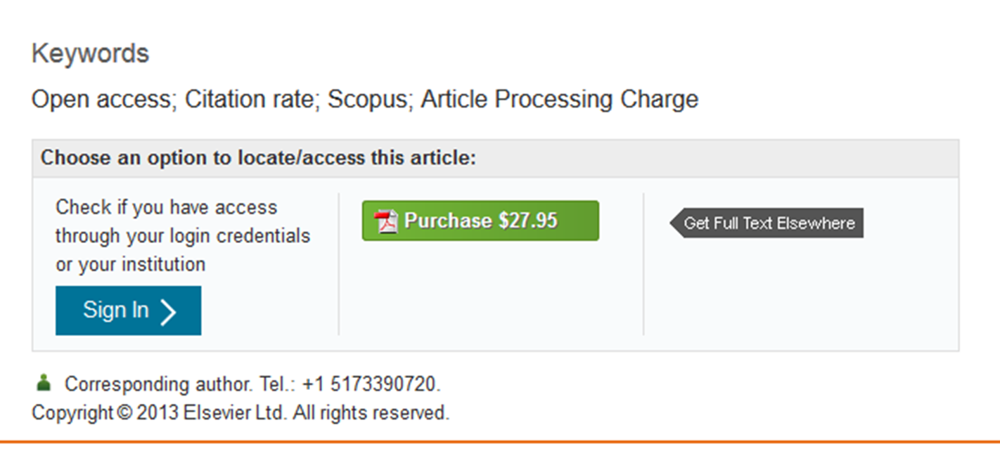 Keywords
Open access; Citation rate; Scopus; Article Processing Charge
Choose an option to locate/access this article:
Check if you have access
through your login credentials
or your institution
Sign In
Purchase $27.95
Get Full Text Elsewhere
Corresponding author. Tel.: +1 5173390720.
Copyright © 2013 Elsevier Ltd. All rights reserved.